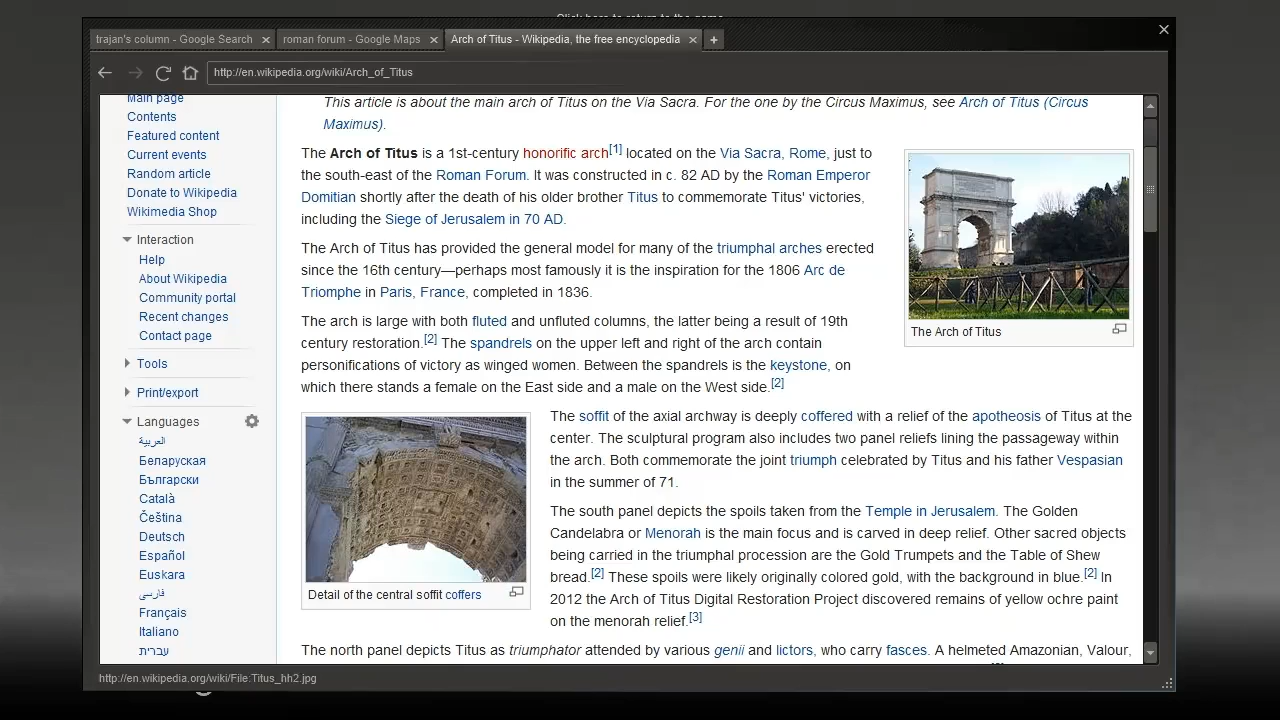 Click here to return to the game
trajan's column - Google Search
roman forum - Google Maps
Arch of Titus - Wikipedia, the free encyclopedia
http://en.wikipedia.org/wiki/Arch_of_Titus
Main page
Contents
Featured content
Current events
Random article
Donate to Wikipedia
Wikimedia Shop
Interaction
Help
About Wikipedia
Community portal
Recent changes
Contact page
Tools
Print/export
Languages
العربية
Беларуская
Български
Català
Čeština
Deutsch
Español
Euskara
فارسی
Français
Italiano
עברית
This article is about the main arch of Titus on the Via Sacra. For the one by the Circus Maximus, see Arch of Titus (Circus
Maximus).
The Arch of Titus is a 1st-century honorific arch[1] located on the Via Sacra, Rome, just to
the south-east of the Roman Forum. It was constructed in c. 82 AD by the Roman Emperor
Domitian shortly after the death of his older brother Titus to commemorate Titus' victories,
including the Siege of Jerusalem in 70 AD.
The Arch of Titus has provided the general model for many of the triumphal arches erected
since the 16th century—perhaps most famously it is the inspiration for the 1806 Arc de
Triomphe in Paris, France, completed in 1836.
The arch is large with both fluted and unfluted columns, the latter being a result of 19th
century restoration.[2] The spandrels on the upper left and right of the arch contain
personifications of victory as winged women. Between the spandrels is the keystone, on
which there stands a female on the East side and a male on the West side.[2]
The Arch of Titus
The soffit of the axial archway is deeply coffered with a relief of the apotheosis of Titus at the
center. The sculptural program also includes two panel reliefs lining the passageway within
the arch. Both commemorate the joint triumph celebrated by Titus and his father Vespasian
in the summer of 71.
The south panel depicts the spoils taken from the Temple in Jerusalem. The Golden
Candelabra or Menorah is the main focus and is carved in deep relief. Other sacred objects
being carried in the triumphal procession are the Gold Trumpets and the Table of Shew
bread.[2] These spoils were likely originally colored gold, with the background in blue.[2] In
2012 the Arch of Titus Digital Restoration Project discovered remains of yellow ochre paint
on the menorah relief.[3]
Detail of the central soffit coffers
The north panel depicts Titus as triumphator attended by various genii and lictors, who carry fasces. A helmeted Amazonian, Valour,
http://en.wikipedia.org/wiki/File:Titus_hh2.jpg